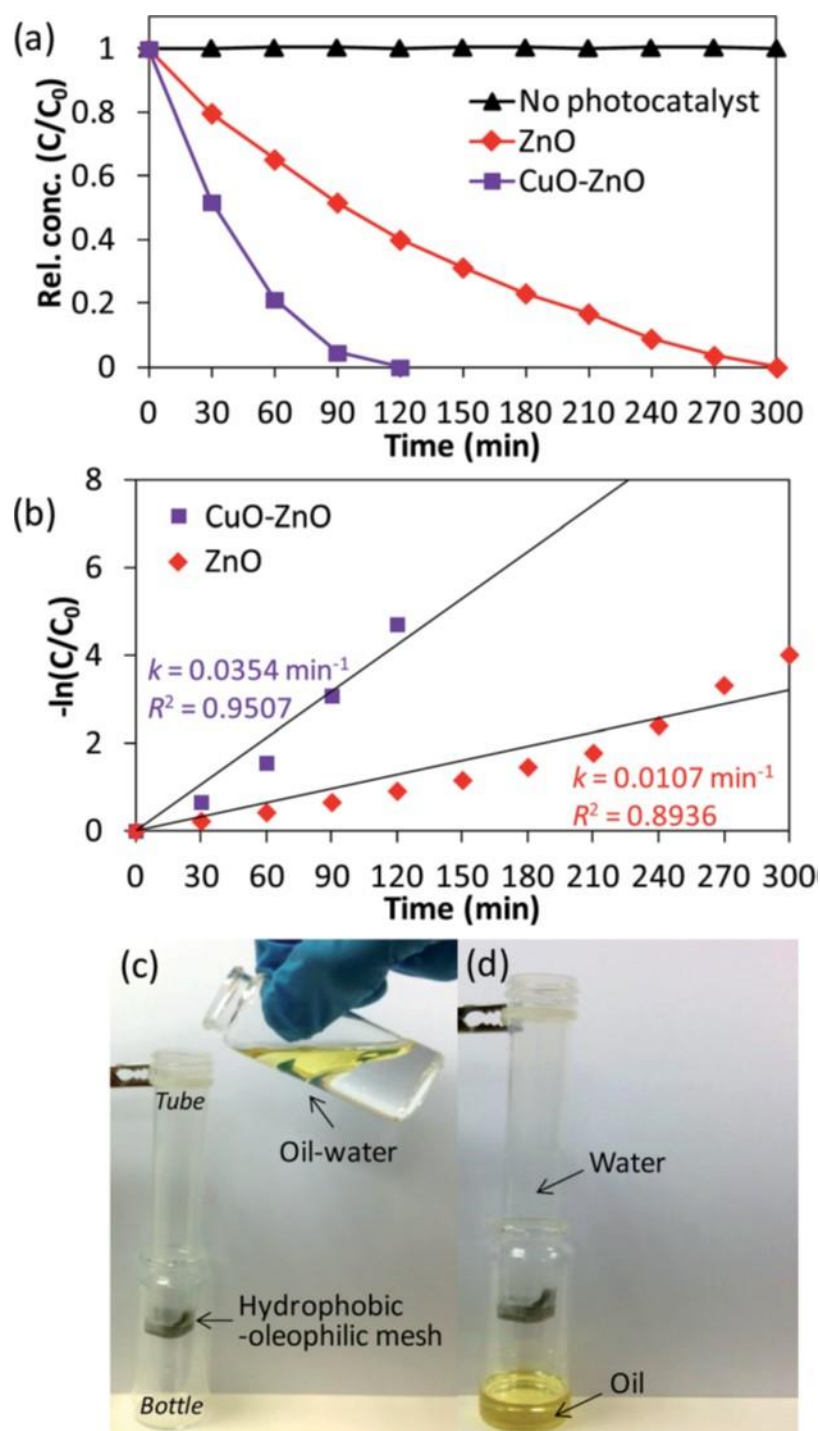 (a)
1
0.8
0.6
0.4
0.2
0
Rel. conc. (C/C₀)
No photocatalyst
ZnO
CuO-ZnO
0 30 60 90 120 150 180 210 240 270 300
Time (min)
(b)
8
6
4
2
0
-ln(C/C₀)
CuO-ZnO
ZnO
k = 0.0354 min⁻¹
R² = 0.9507
k = 0.0107 min⁻¹
R² = 0.8936
0 30 60 90 120 150 180 210 240 270 300
Time (min)
(c)
Tube
Oil-water
Hydrophobic
-oleophilic mesh
Bottle
(d)
Water
Oil